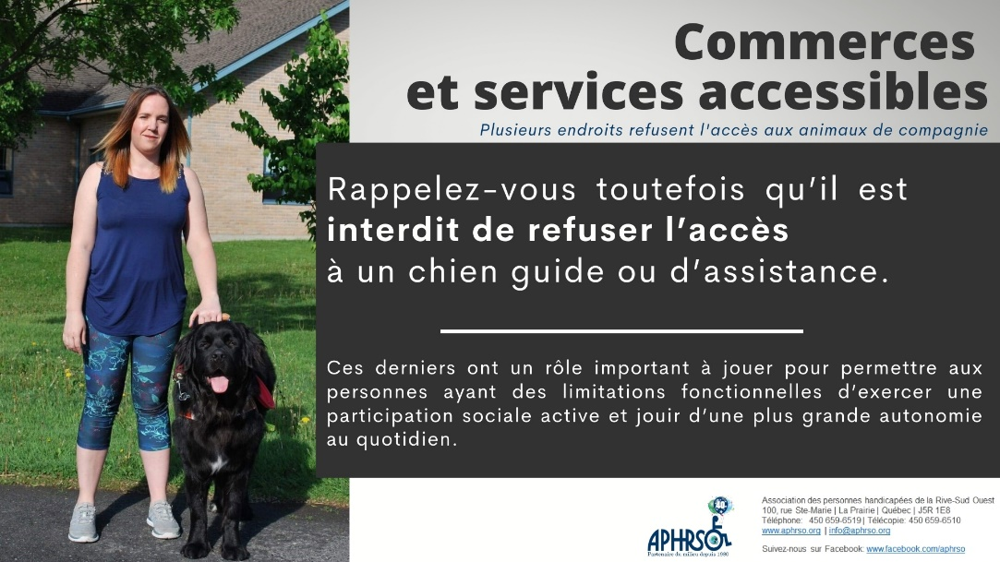 Commerces
et services accessibles
Plusieurs endroits refusent l'accès aux animaux de compagnie
Rappelez-vous toutefois qu’il est
interdit de refuser l’accès
à un chien guide ou d’assistance.
Ces derniers ont un rôle important à jouer pour permettre aux
personnes ayant des limitations fonctionnelles d’exercer une
participation sociale active et jouir d’une plus grande autonomie
au quotidien.
40
APHRSO
Partenaire du milieu depuis 1980
Association des personnes handicapées de la Rive-Sud Ouest
100, rue Ste-Marie | La Prairie | Québec | J5R 1E8
Téléphone: 450 659-6519 | Télécopie: 450 659-6510
www.aphrso.org | info@aphrso.org
Suivez-nous sur Facebook: www.facebook.com/aphrso